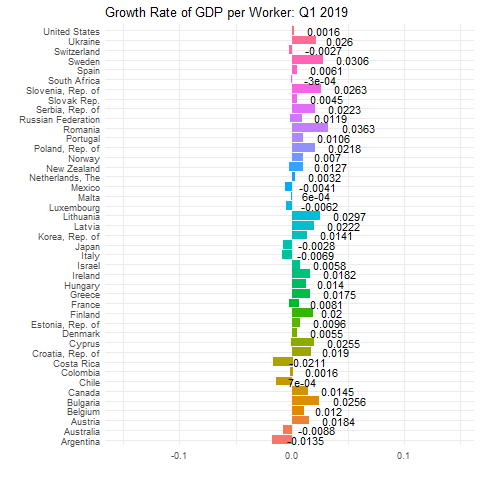 Growth Rate of GDP per Worker: Q1 2019
United States 0.0016
Ukraine 0.026
Switzerland -0.0027
Sweden 0.0306
Spain 0.0061
South Africa -3e-04
Slovenia, Rep. of 0.0263
Slovak Rep. 0.0045
Serbia, Rep. of 0.0223
Russian Federation 0.0119
Romania 0.0363
Portugal 0.0106
Poland, Rep. of 0.0218
Norway 0.007
New Zealand 0.0127
Netherlands, The 0.0032
Mexico -0.0041
Malta 6e-04
Luxembourg -0.0062
Lithuania 0.0297
Latvia 0.0222
Korea, Rep. of 0.0141
Japan -0.0028
Italy -0.0069
Israel 0.0058
Ireland 0.0182
Hungary 0.014
Greece 0.0175
France 0.0081
Finland 0.02
Estonia, Rep. of 0.0096
Denmark 0.0055
Cyprus 0.0255
Croatia, Rep. of 0.019
Costa Rica -0.0211
Colombia 0.0016
Chile 7e-04
Canada 0.0145
Bulgaria 0.0256
Belgium 0.012
Austria 0.0184
Australia -0.0088
Argentina -0.0135
-0.1 0.0 0.1